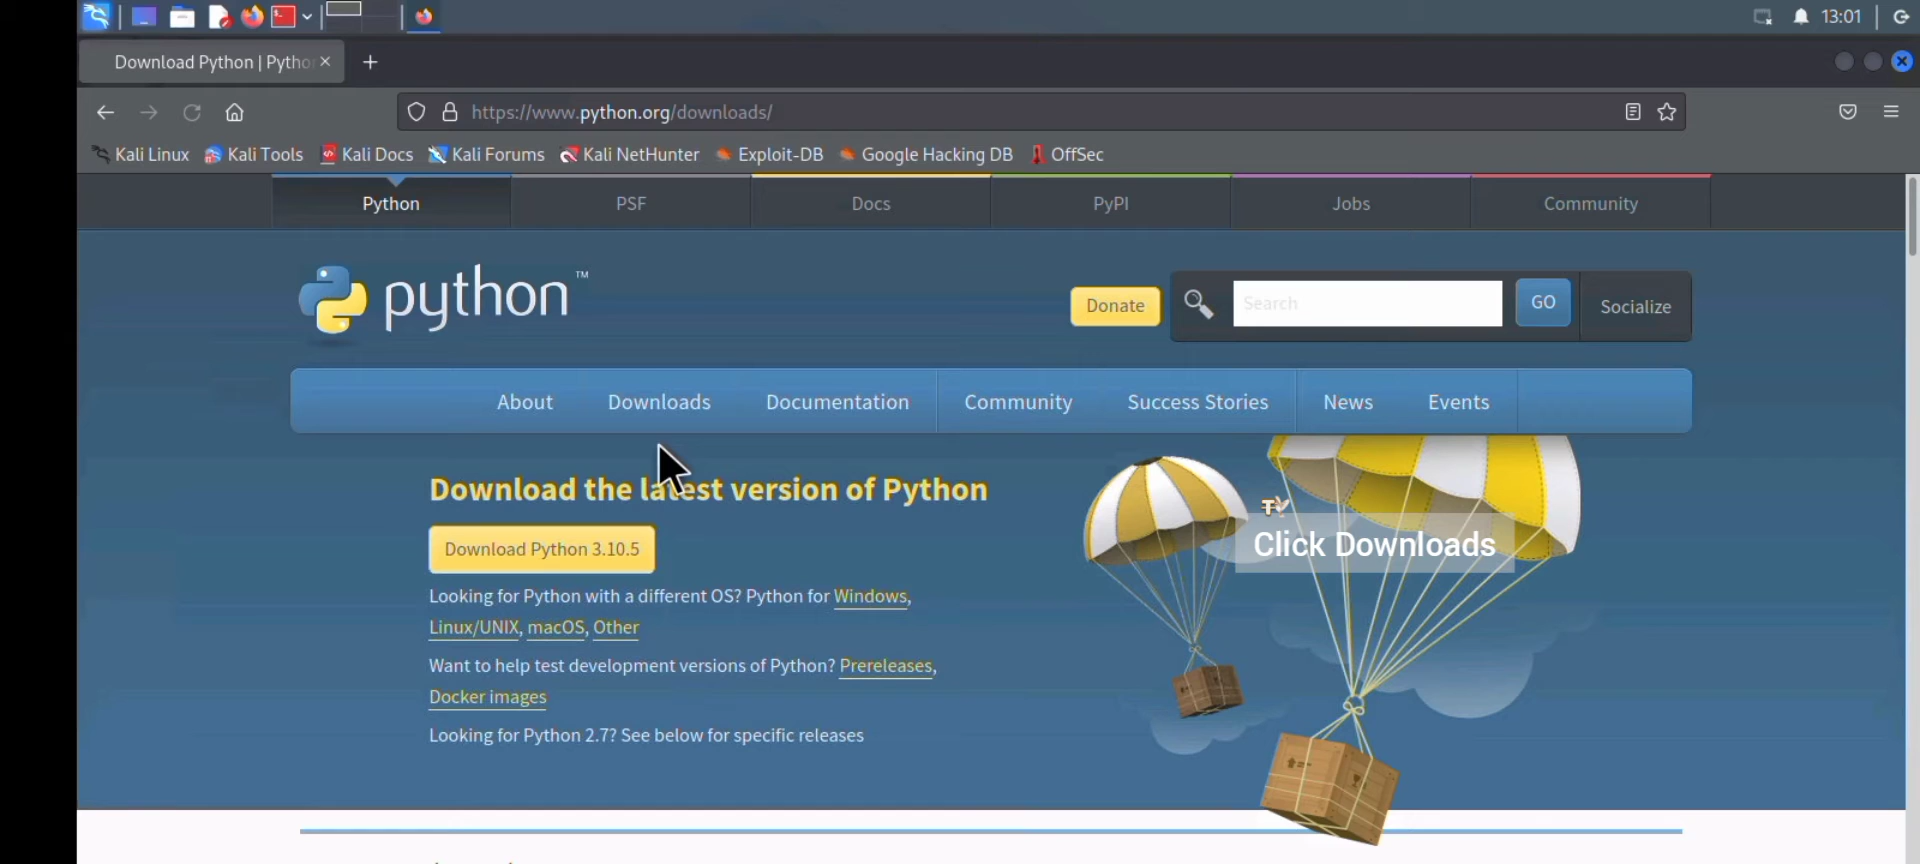 13:01
Download Python | Pytho
https://www.python.org/downloads/
Kali Linux Kali Tools Kali Docs Kali Forums Kali NetHunter Exploit-DB Google Hacking DB OffSec
Python PSF Docs PyPI Jobs Community
python™
Donate Search GO Socialize
About Downloads Documentation Community Success Stories News Events
Download the latest version of Python
Download Python 3.10.5
Click Downloads
Looking for Python with a different OS? Python for Windows,
Linux/UNIX, macOS, Other
Want to help test development versions of Python? Prereleases,
Docker images
Looking for Python 2.7? See below for specific releases